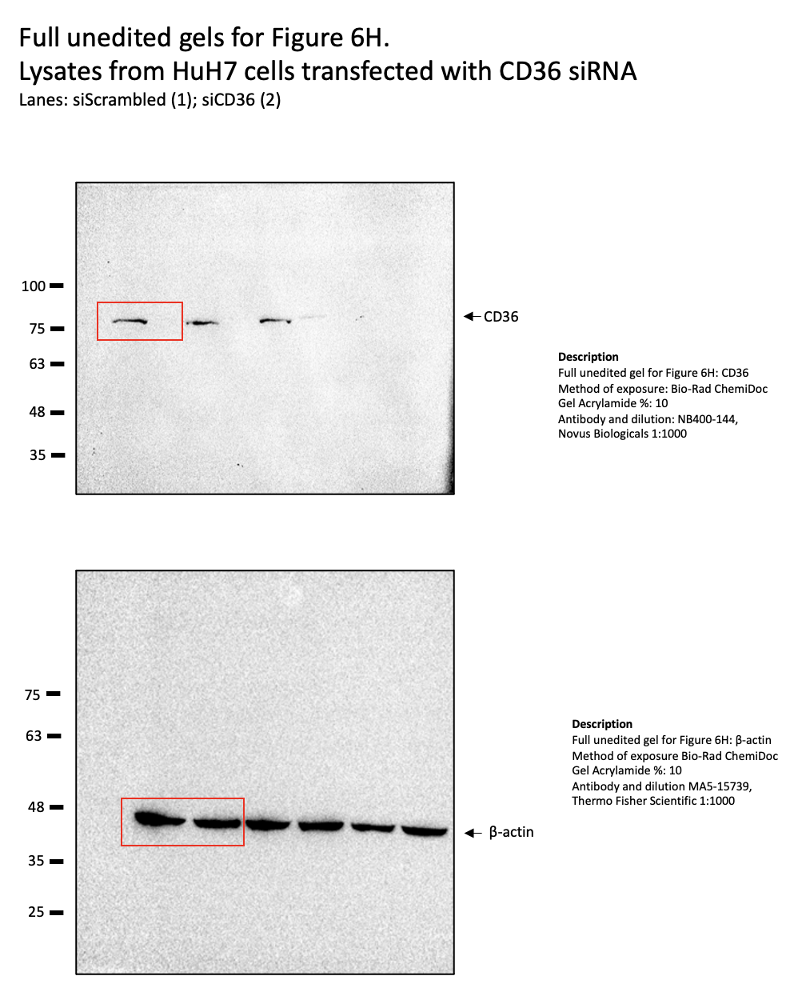 Full unedited gels for Figure 6H.
Lysates from HuH7 cells transfected with CD36 siRNA
Lanes: siScrambled (1); siCD36 (2)
100
75
63
48
35
CD36
Description
Full unedited gel for Figure 6H: CD36
Method of exposure: Bio-Rad ChemiDoc
Gel Acrylamide %: 10
Antibody and dilution: NB400-144,
Novus Biologicals 1:1000
75
63
48
35
25
β-actin
Description
Full unedited gel for Figure 6H: β-actin
Method of exposure Bio-Rad ChemiDoc
Gel Acrylamide %: 10
Antibody and dilution MA5-15739,
Thermo Fisher Scientific 1:1000